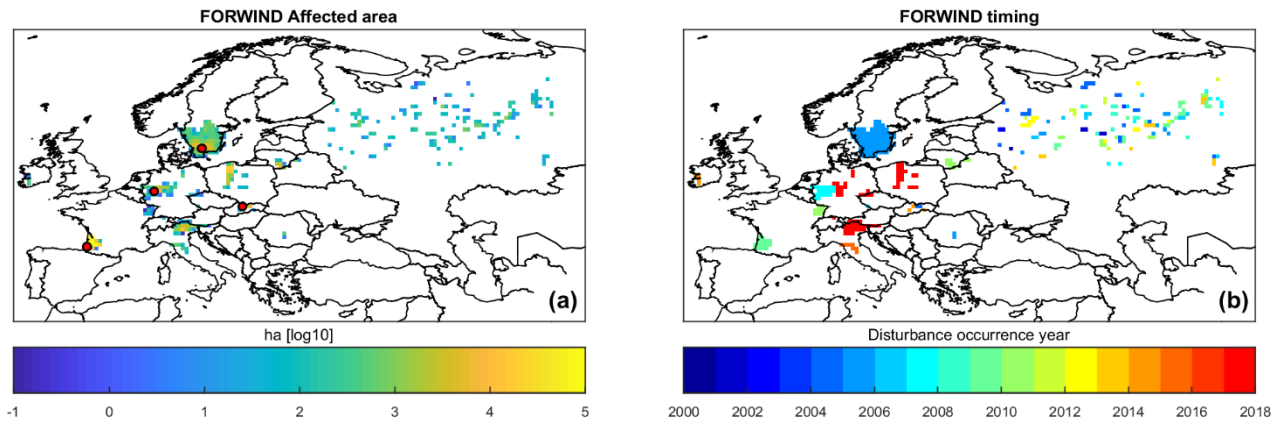 FORWIND Affected area
(a)
ha [log10]
-1 0 1 2 3 4 5
FORWIND timing
(b)
Disturbance occurrence year
2000 2002 2004 2006 2008 2010 2012 2014 2016 2018